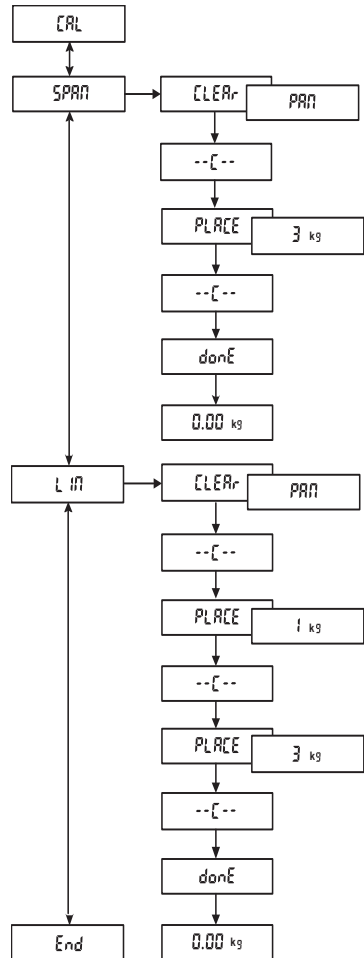 CAL
SPAN
CLEAr
PAN
--C--
PLACE
3 kg
--C--
donE
0.00 kg
LIN
CLEAr
PAN
--C--
PLACE
1 kg
--C--
PLACE
3 kg
--C--
donE
End
0.00 kg